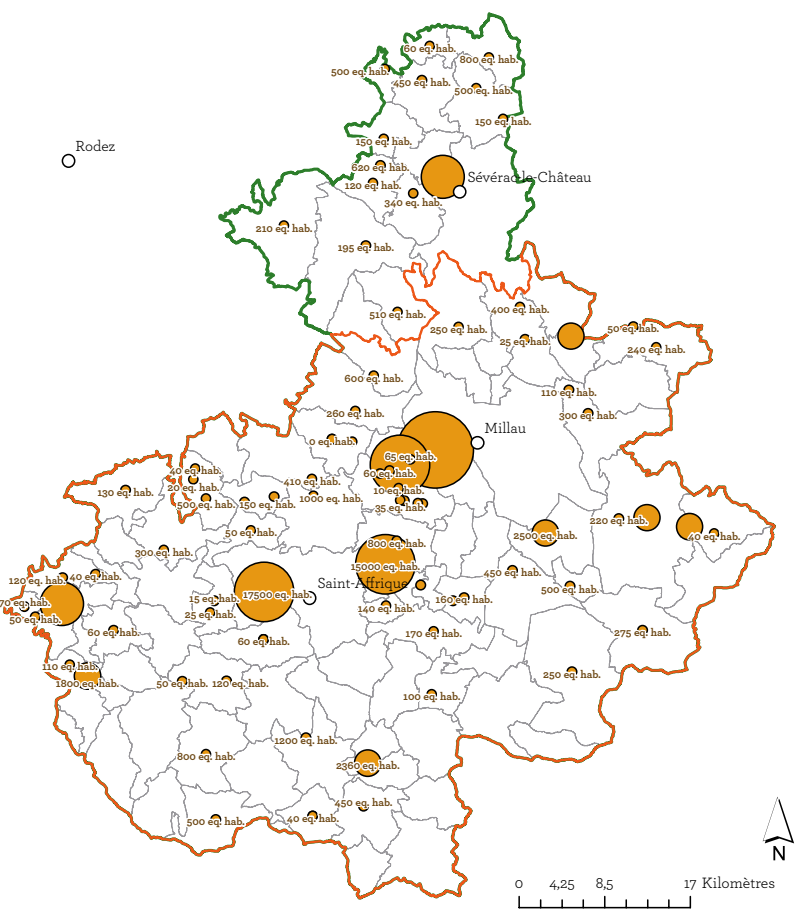 60 eq. hab.
800 eq. hab.
500 eq. hab.
450 eq. hab.
500 eq. hab.
150 eq. hab.
150 eq. hab.
Rodez
620 eq. hab.
Sévérac-le-Château
120 eq. hab.
340 eq. hab.
210 eq. hab.
195 eq. hab.
510 eq. hab.
400 eq. hab.
250 eq. hab.
50 eq. hab.
25 eq. hab.
240 eq. hab.
600 eq. hab.
110 eq. hab.
260 eq. hab.
300 eq. hab.
Millau
0 eq. hab.
65 eq. hab.
40 eq. hab.
60 eq. hab.
410 eq. hab.
20 eq. hab.
130 eq. hab.
10 eq. hab.
1000 eq. hab.
500 eq. hab.
150 eq. hab.
35 eq. hab.
220 eq. hab.
50 eq. hab.
2500 eq. hab.
40 eq. hab.
800 eq. hab.
300 eq. hab.
15000 eq. hab.
450 eq. hab.
120 eq. hab.
40 eq. hab.
Saint-Affrique
500 eq. hab.
17500 eq. hab.
15 eq. hab.
160 eq. hab.
70 eq. hab.
140 eq. hab.
25 eq. hab.
50 eq. hab.
60 eq. hab.
170 eq. hab.
275 eq. hab.
60 eq. hab.
110 eq. hab.
250 eq. hab.
1800 eq. hab.
50 eq. hab.
120 eq. hab.
100 eq. hab.
1200 eq. hab.
800 eq. hab.
2360 eq. hab.
450 eq. hab.
500 eq. hab.
40 eq. hab.
N
0 4,25 8,5 17 Kilomètres